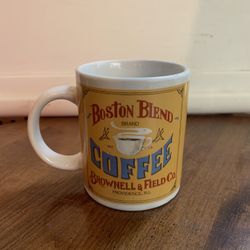 BOSTON BLEND
BRAND
COFFEE
BROWNELL & FIELD CO.
PROVIDENCE, R.I.